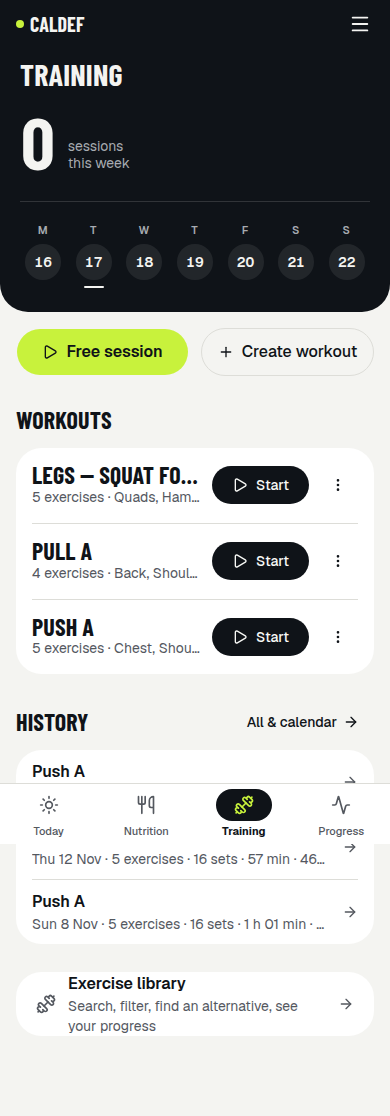 CALDEF
TRAINING
0
sessions
this week
M T W T F S S
16 17 18 19 20 21 22
Free session
Create workout
WORKOUTS
LEGS – SQUAT FO...
5 exercises · Quads, Ham...
Start
PULL A
4 exercises · Back, Shoul...
Start
PUSH A
5 exercises · Chest, Shou...
Start
HISTORY
All & calendar
Push A
Today
Nutrition
Training
Progress
Thu 12 Nov · 5 exercises · 16 sets · 57 min · 46...
Push A
Sun 8 Nov · 5 exercises · 16 sets · 1 h 01 min · ...
Exercise library
Search, filter, find an alternative, see
your progress